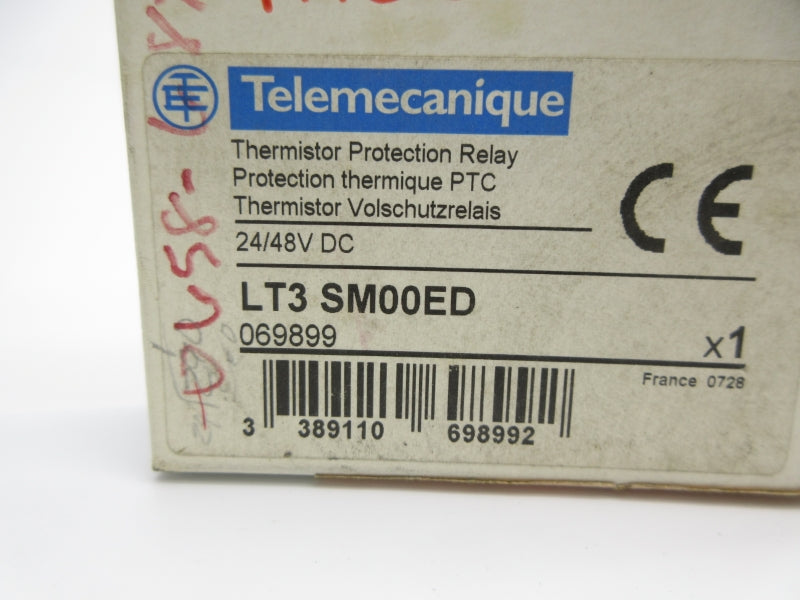 Telemecanique
Thermistor Protection Relay
Protection thermique PTC
Thermistor Volschutzrelais
24/48V DC
CE
LT3 SM00ED
069899
x1
France 0728
3 389110 698992